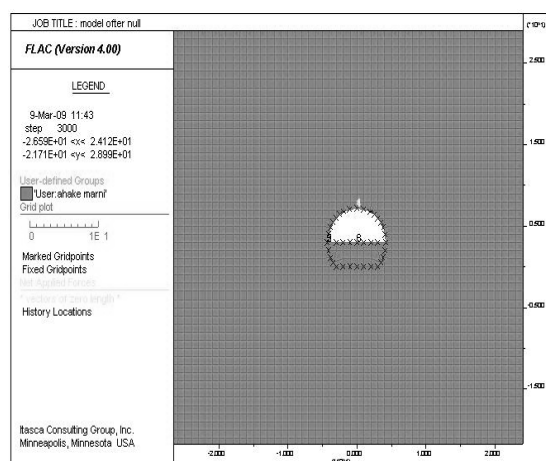 JOB TITLE : model ofter null
(*10^1)
FLAC (Version 4.00)
LEGEND
9-Mar-09 11:43
step 3000
-2.659E+01 <x< 2.412E+01
-2.171E+01 <y< 2.899E+01
User-defined Groups
'User:ahake marni'
Grid plot
0 1E 1
Marked Gridpoints
Fixed Gridpoints
Net Applied Forces
* vectors of zero length *
History Locations
Itasca Consulting Group, Inc.
Minneapolis, Minnesota USA
2.500
1.500
0.500
-0.500
-1.500
-2.000 -1.000 0.000 1.000 2.000